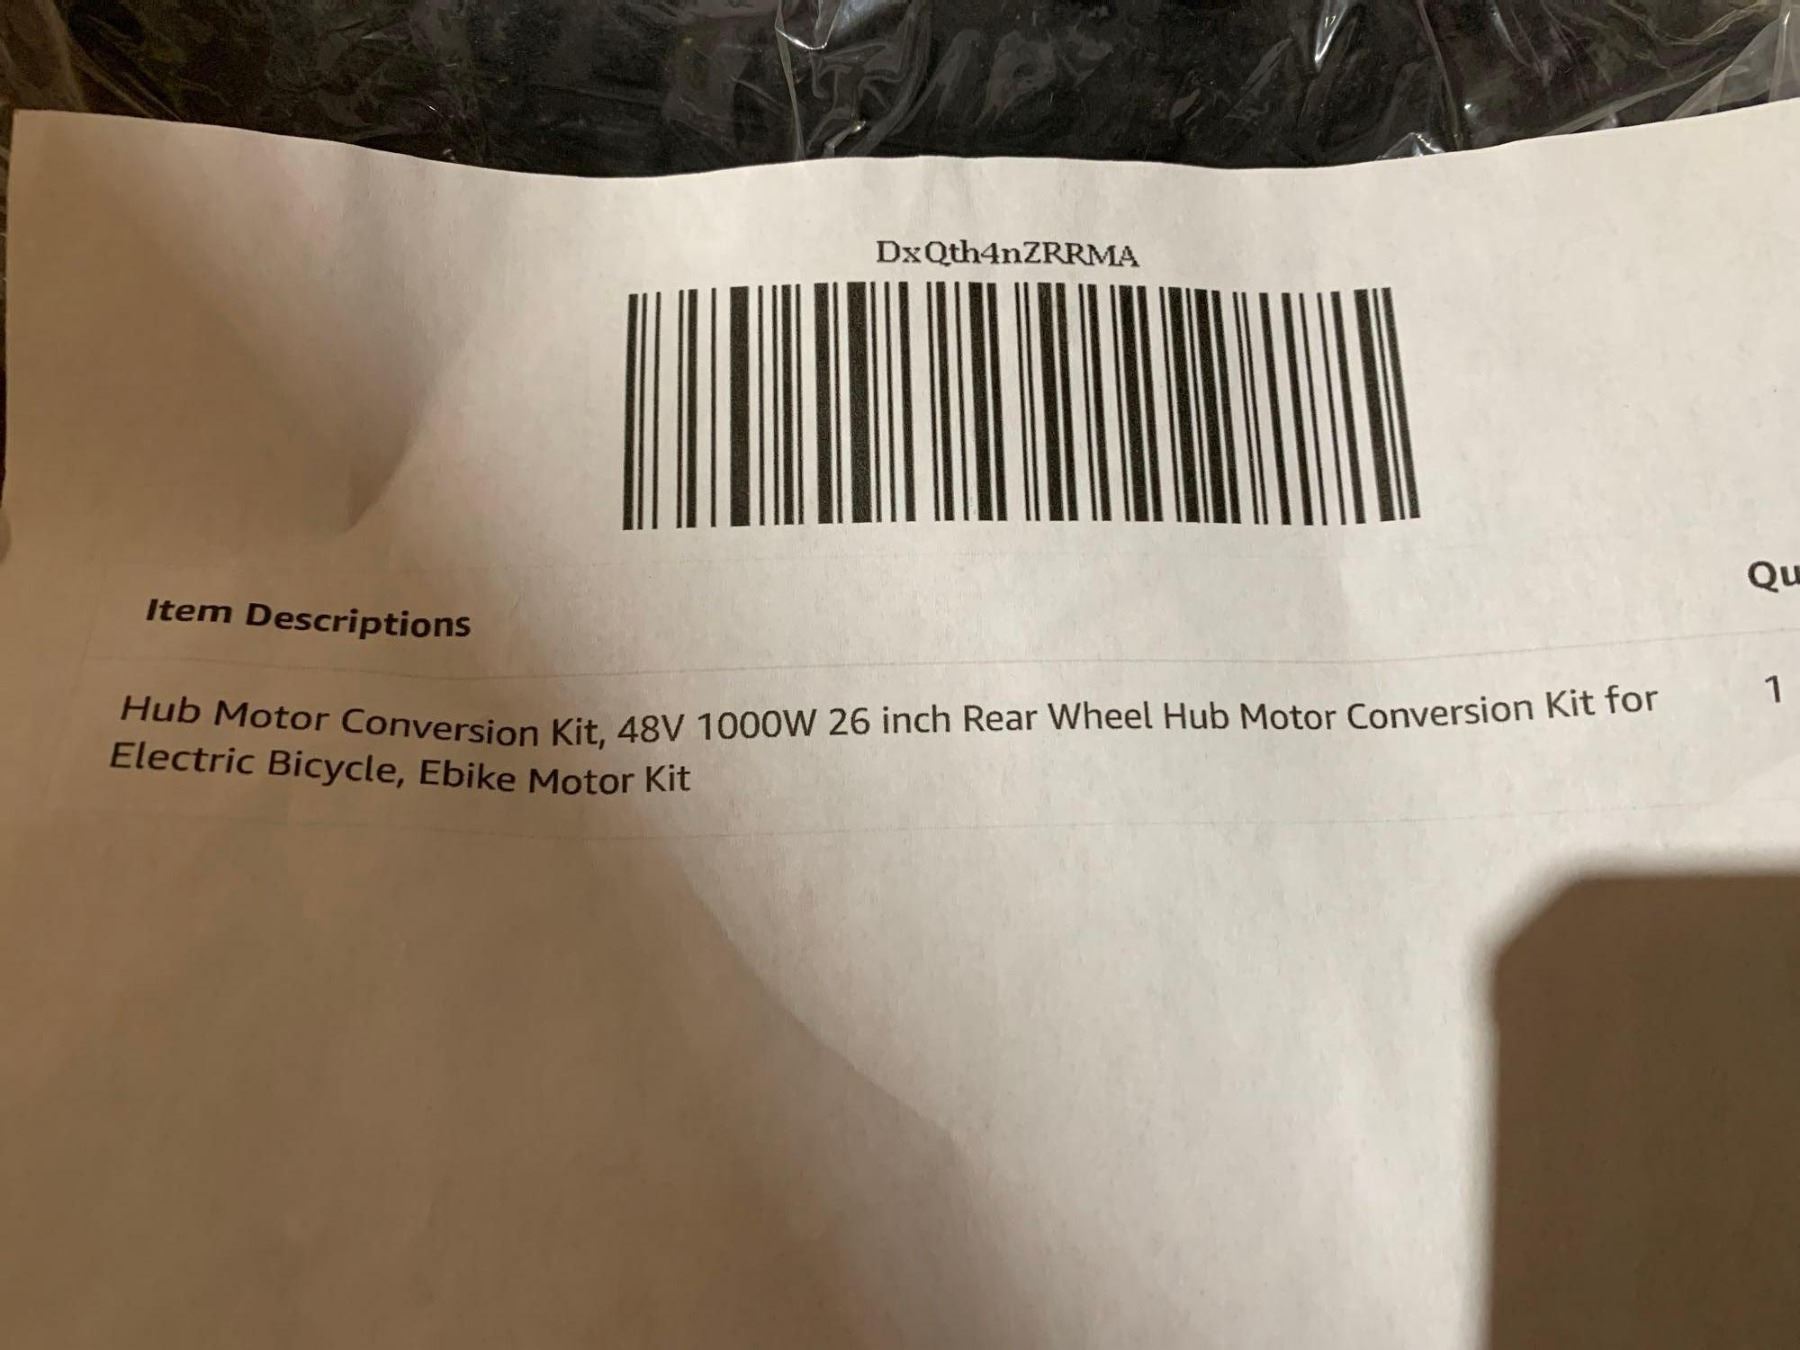 DxQth4nZRRMA
Item Descriptions
Qu
Hub Motor Conversion Kit, 48V 1000W 26 inch Rear Wheel Hub Motor Conversion Kit for
1
Electric Bicycle, Ebike Motor Kit